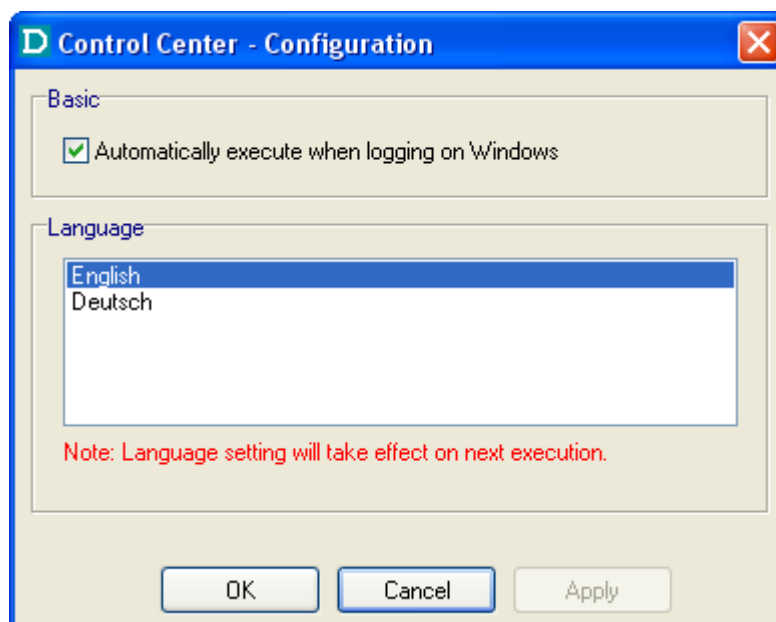 D Control Center - Configuration
Basic
Automatically execute when logging on Windows
Language
English
Deutsch
Note: Language setting will take effect on next execution.
OK Cancel Apply